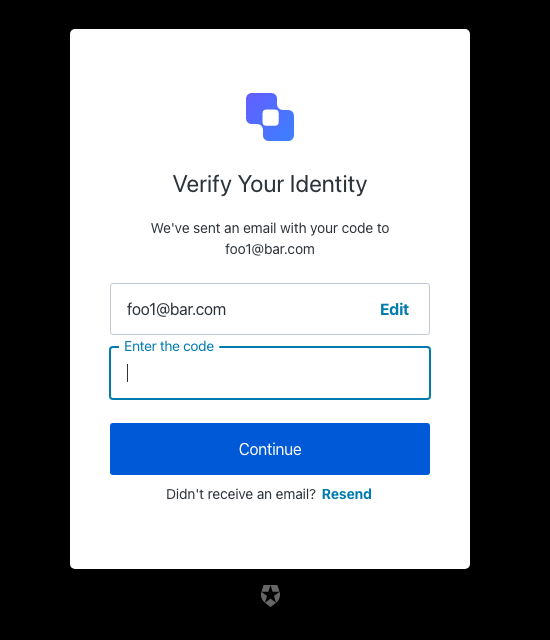 Verify Your Identity
We've sent an email with your code to
foo1@bar.com
foo1@bar.com Edit
Enter the code
Continue
Didn't receive an email? Resend